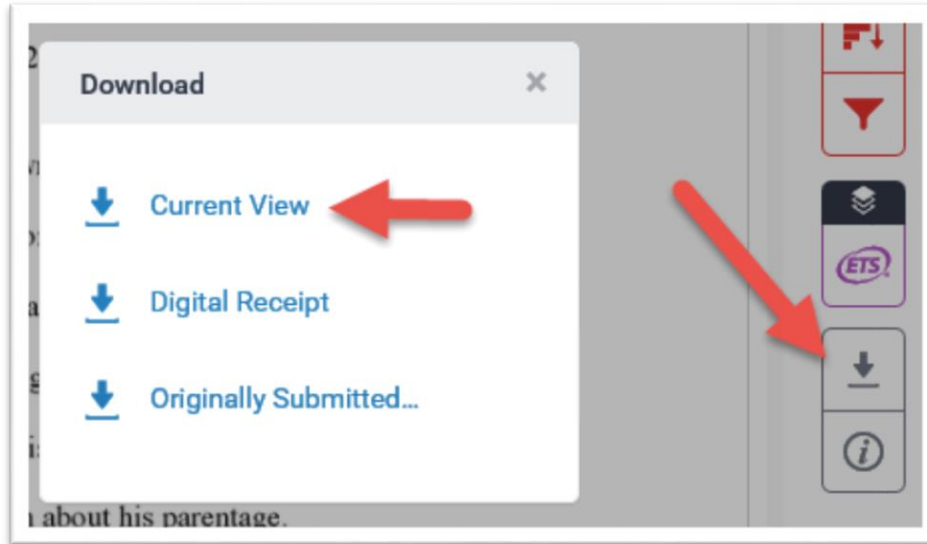 Download
Current View
Digital Receipt
Originally Submitted...
about his parentage.
ETS
i